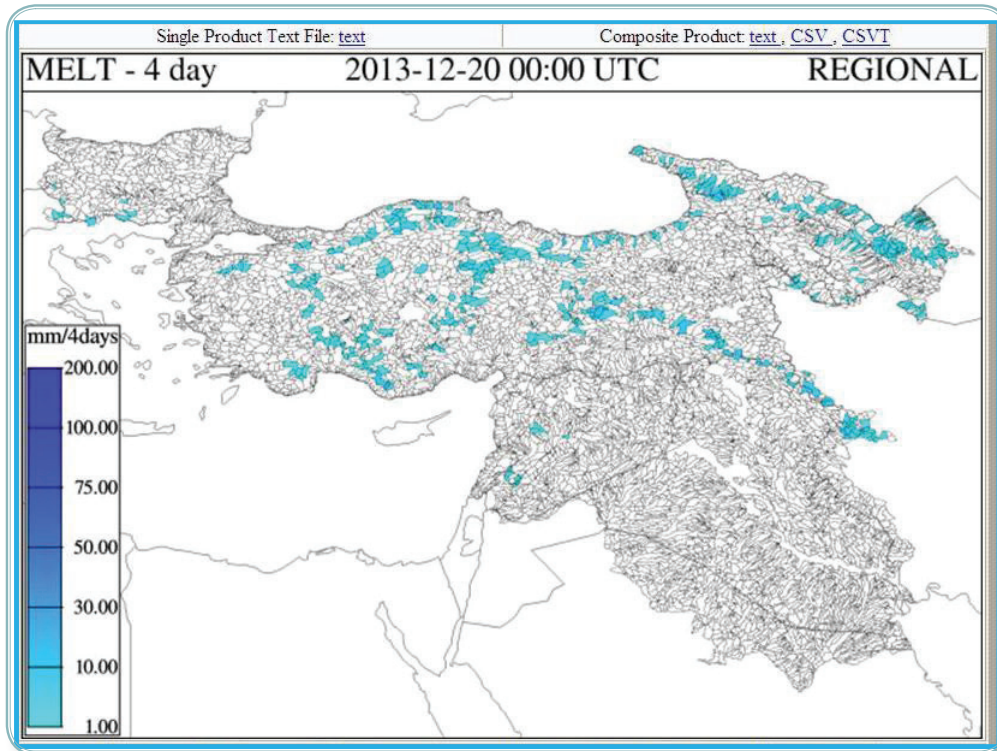 Single Product Text File: text
Composite Product: text , CSV , CSVT
MELT - 4 day
2013-12-20 00:00 UTC
REGIONAL
mm/4days
200.00
100.00
75.00
50.00
30.00
10.00
1.00